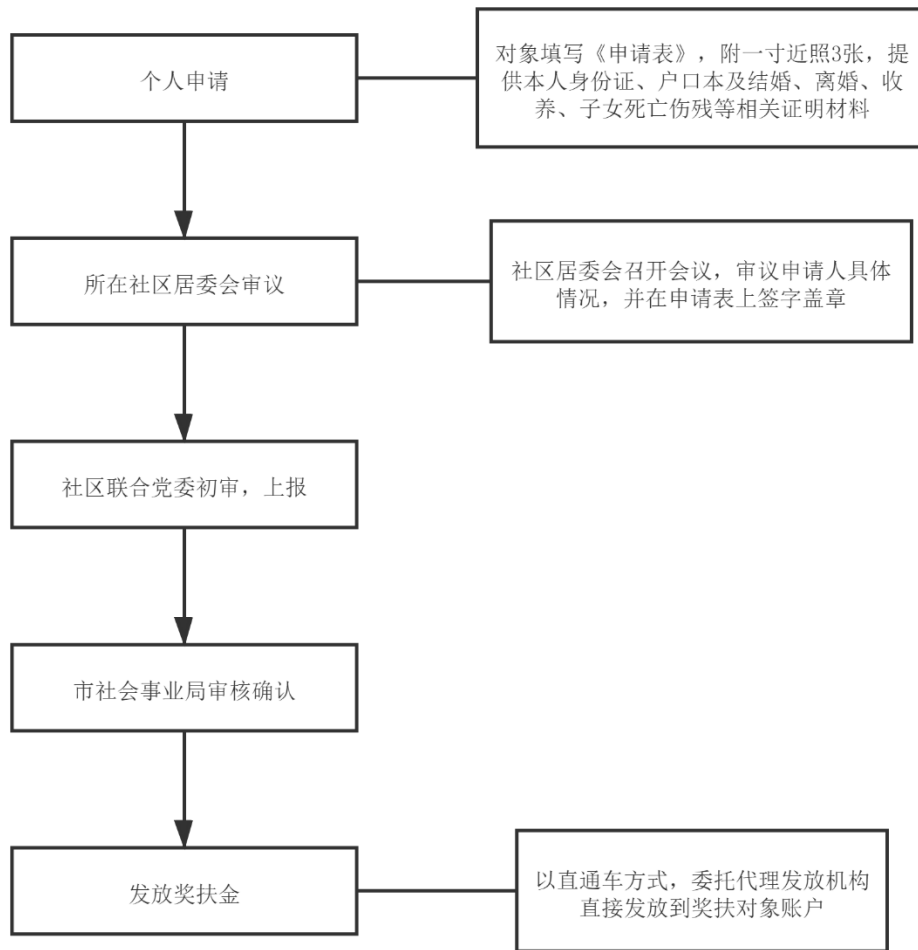 个人申请
对象填写《申请表》，附一寸近照3张，提
供本人身份证、户口本及结婚、离婚、收
养、子女死亡伤残等相关证明材料
所在社区居委会审议
社区居委会召开会议，审议申请人具体
情况，并在申请表上签字盖章
社区联合党委初审，上报
市社会事业局审核确认
发放奖扶金
以直通车方式，委托代理发放机构
直接发放到奖扶对象账户